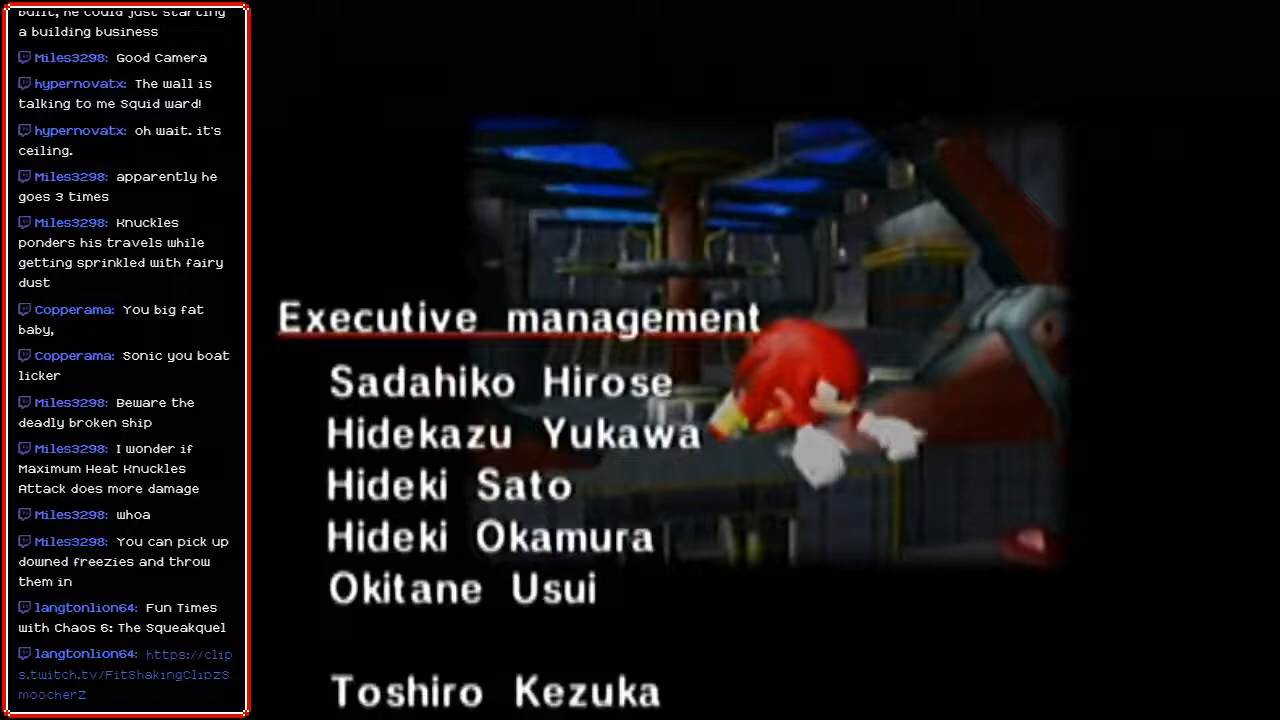 built, he could just starting
a building business
Miles3298: Good Camera
hypernovatx: The wall is
talking to me Squid ward!
hypernovatx: oh wait. it's
ceiling.
Miles3298: apparently he
goes 3 times
Miles3298: Knuckles
ponders his travels while
getting sprinkled with fairy
dust
Copperama: You big fat
baby,
Copperama: Sonic you boat
licker
Miles3298: Beware the
deadly broken ship
Miles3298: I wonder if
Maximum Heat Knuckles
Attack does more damage
Miles3298: whoa
Miles3298: You can pick up
downed freezies and throw
them in
langtonlion64: Fun Times
with Chaos 6: The Squeakquel
langtonlion64: https://clip
s.twitch.tv/FitShakingClipzS
moocherZ
Executive management
Sadahiko Hirose
Hidekazu Yukawa
Hideki Sato
Hideki Okamura
Okitane Usui
Toshiro Kezuka